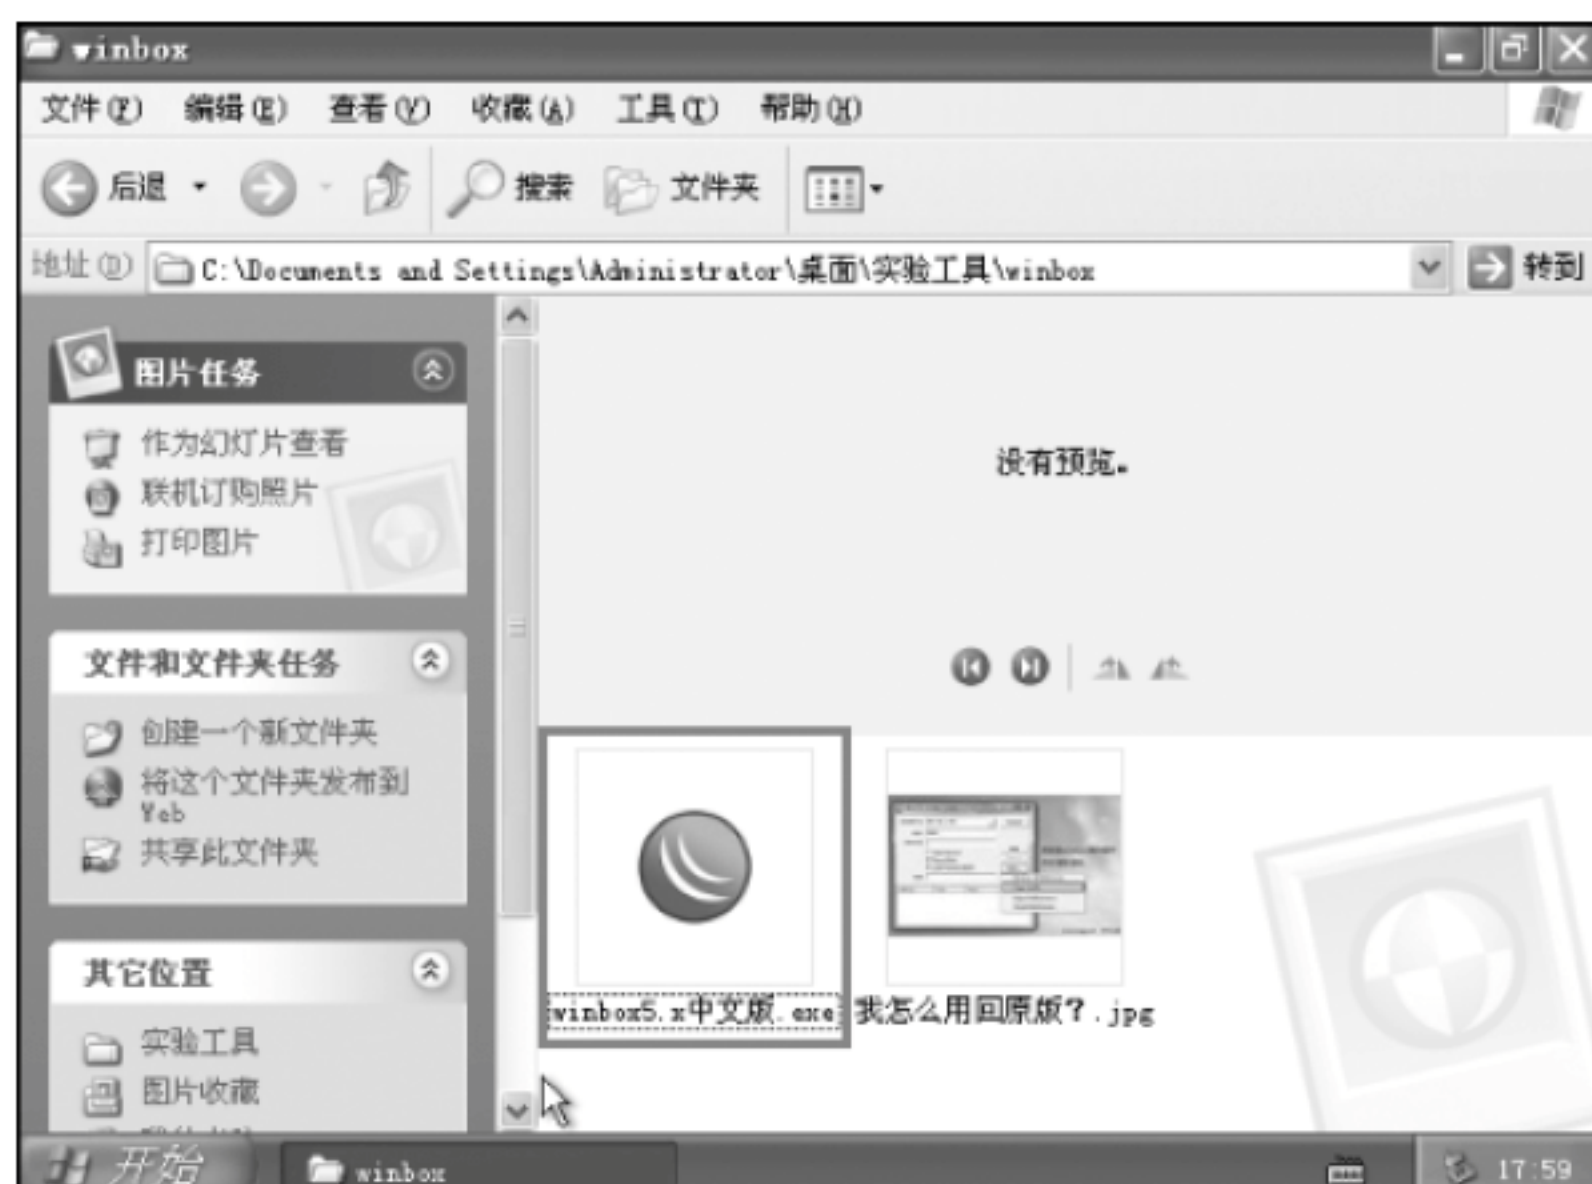 winbox
文件(F) 编辑(E) 查看(V) 收藏(A) 工具(T) 帮助(H)
后退 搜索 文件夹
地址(D) C:\Documents and Settings\Administrator\桌面\实验工具\winbox 转到
图片任务
作为幻灯片查看
联机订购照片
打印图片
没有预览。
文件和文件夹任务
创建一个新文件夹
将这个文件夹发布到
Web
共享此文件夹
winbox5.x中文版.exe 我怎么用回原版？.jpg
其它位置
实验工具
图片收藏
开始 winbox 17:59